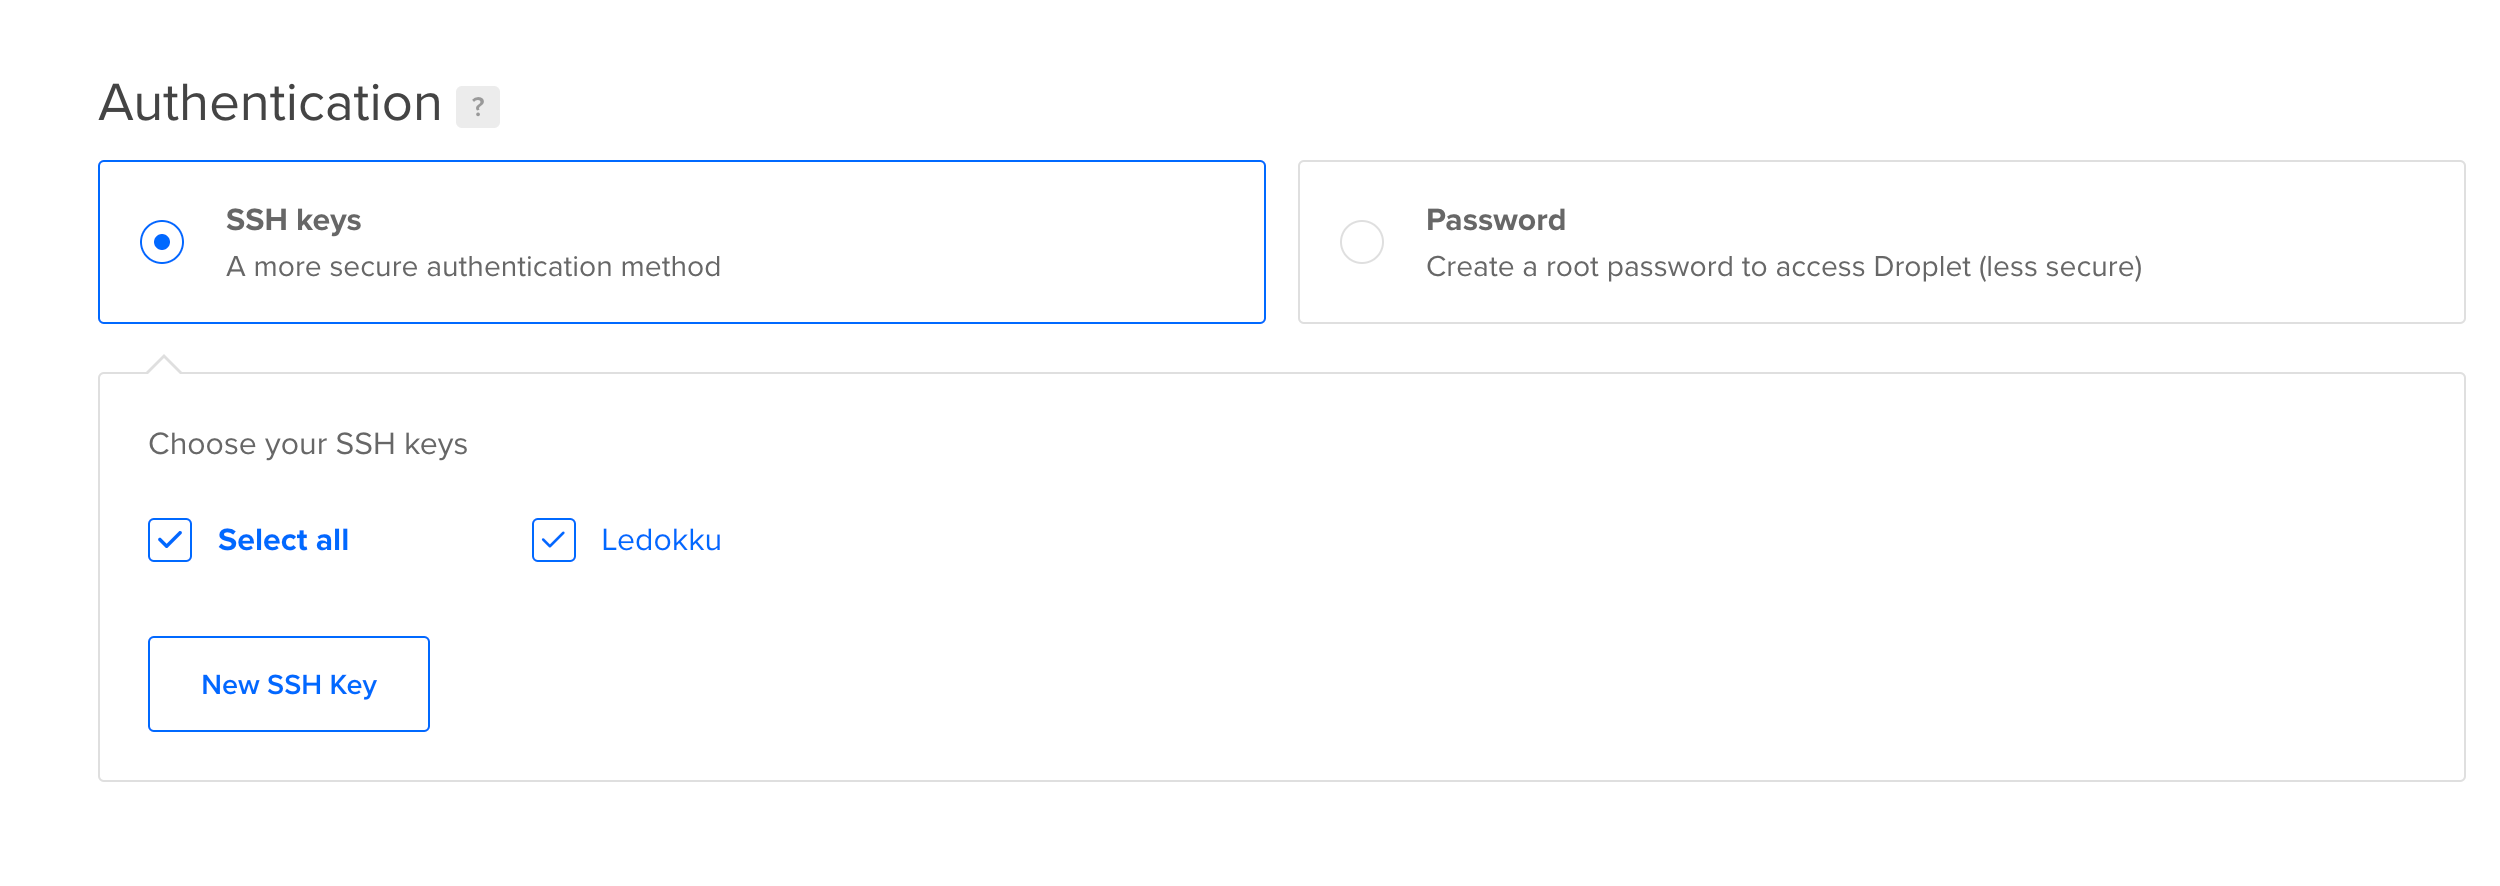 Authentication ?
SSH keys
A more secure authentication method
Password
Create a root password to access Droplet (less secure)
Choose your SSH keys
Select all
Ledokku
New SSH Key